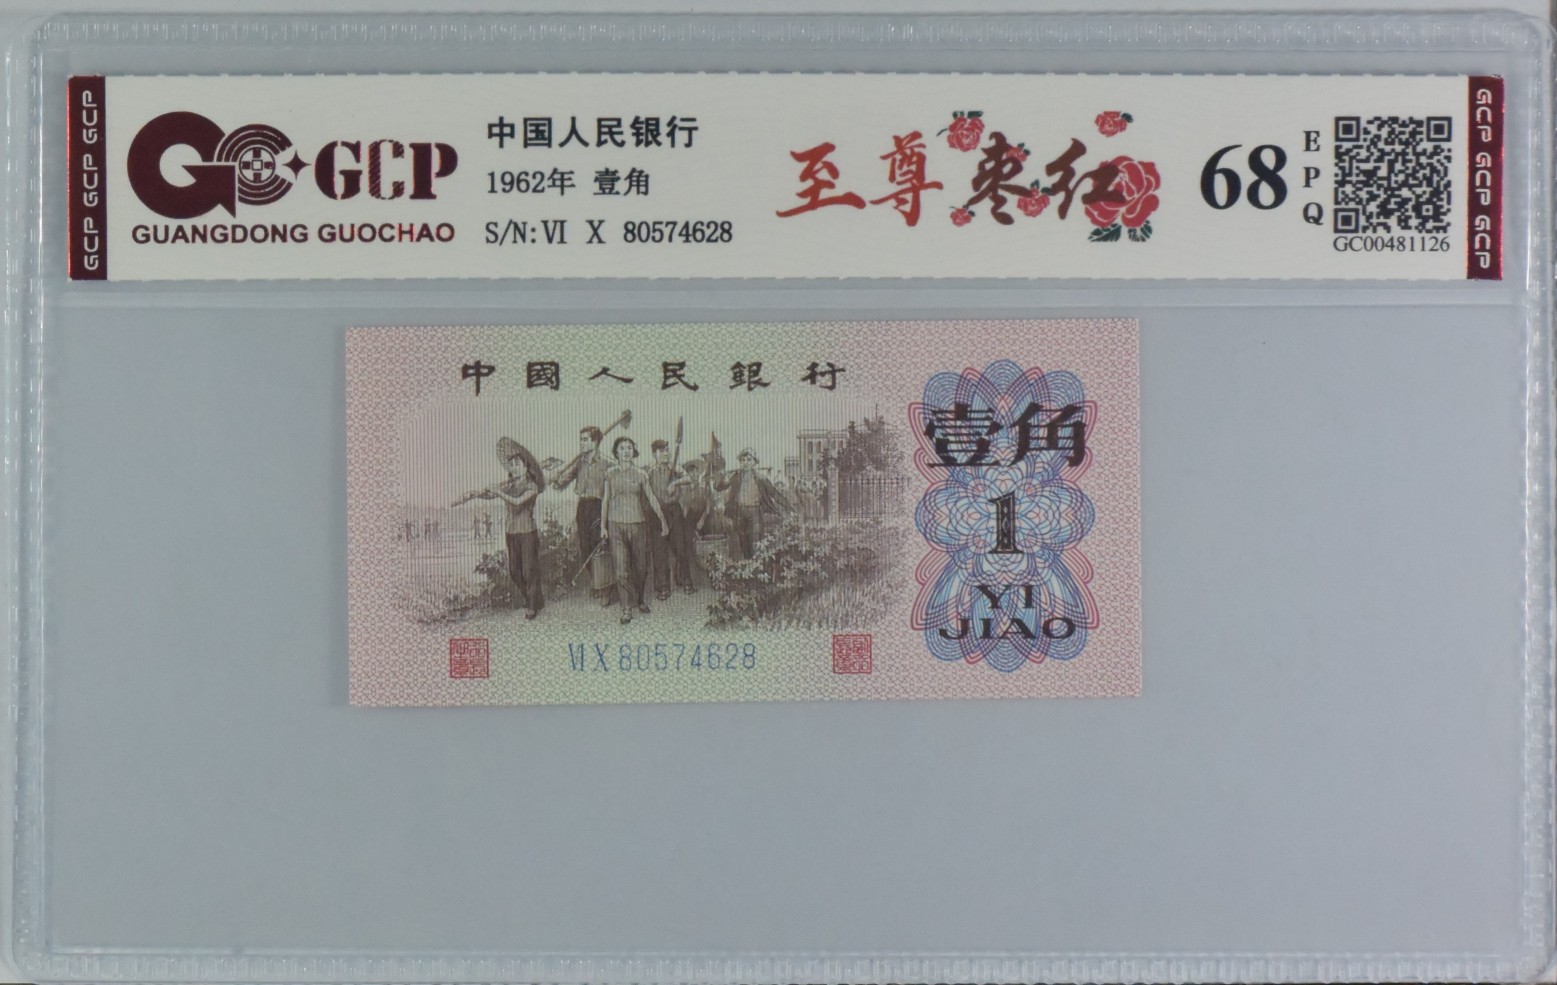 GCP GCP GCP
GCP
GUANGDONG GUOCHAO
中国人民银行
1962年 壹角
S/N: VI X 80574628
至尊枣红
68
EPQ
GC00481126
GCP GCP GCP
中國人民銀行
壹角
1
YI
JIAO
VI X 80574628